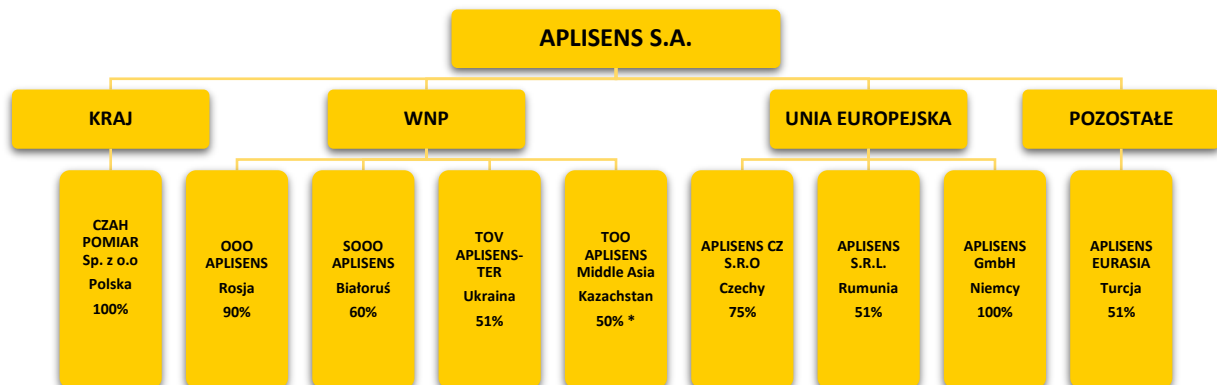 APLISENS S.A.
KRAJ
WNP
UNIA EUROPEJSKA
POZOSTAŁE
CZAH
POMIAR
Sp. z o.o
Polska
100%
OOO
APLISENS
Rosja
90%
SOOO
APLISENS
Białoruś
60%
TOV
APLISENS-
TER
Ukraina
51%
TOO
APLISENS
Middle Asia
Kazachstan
50% *
APLISENS CZ
S.R.O
Czechy
75%
APLISENS
S.R.L.
Rumunia
51%
APLISENS
GmbH
Niemcy
100%
APLISENS
EURASIA
Turcja
51%